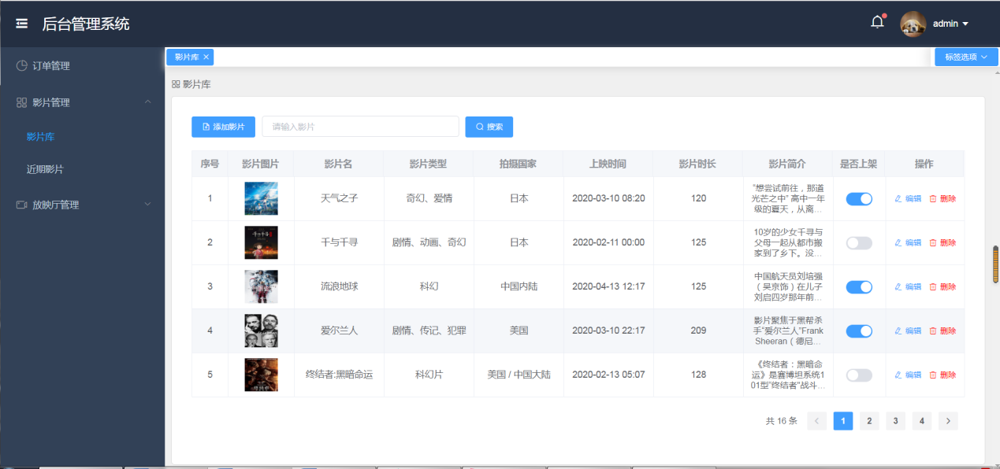 后台管理系统
admin
订单管理
影片管理
影片库
近期影片
放映厅管理
影片库
标签选项
影片库
添加影片 请输入影片 搜索
序号 影片图片 影片名 影片类型 拍摄国家 上映时间 影片时长 影片简介 是否上架 操作
1 天气之子 奇幻、爱情 日本 2020-03-10 08:20 120 "想尝试前往，那道
光芒之中" 高中一年
级的夏天，从离...
编辑 删除
2 千与千寻 剧情、动画、奇幻 日本 2020-02-11 00:00 125 10岁的少女千寻与
父母一起从都市搬
家到了乡下。没...
编辑 删除
3 流浪地球 科幻 中国内陆 2020-04-13 12:17 125 中国航天员刘培强
（吴京饰）在儿子
刘启四岁那年前...
编辑 删除
4 爱尔兰人 剧情、传记、犯罪 美国 2020-03-10 22:17 209 影片聚焦于黑帮杀
手“爱尔兰人”Frank
Sheeran（德尼...
编辑 删除
5 终结者:黑暗命运 科幻片 美国 / 中国大陆 2020-02-13 05:07 128 《终结者：黑暗命
运》是赛博坦系统1
01型“终结者”战斗...
编辑 删除
共 16 条 1 2 3 4